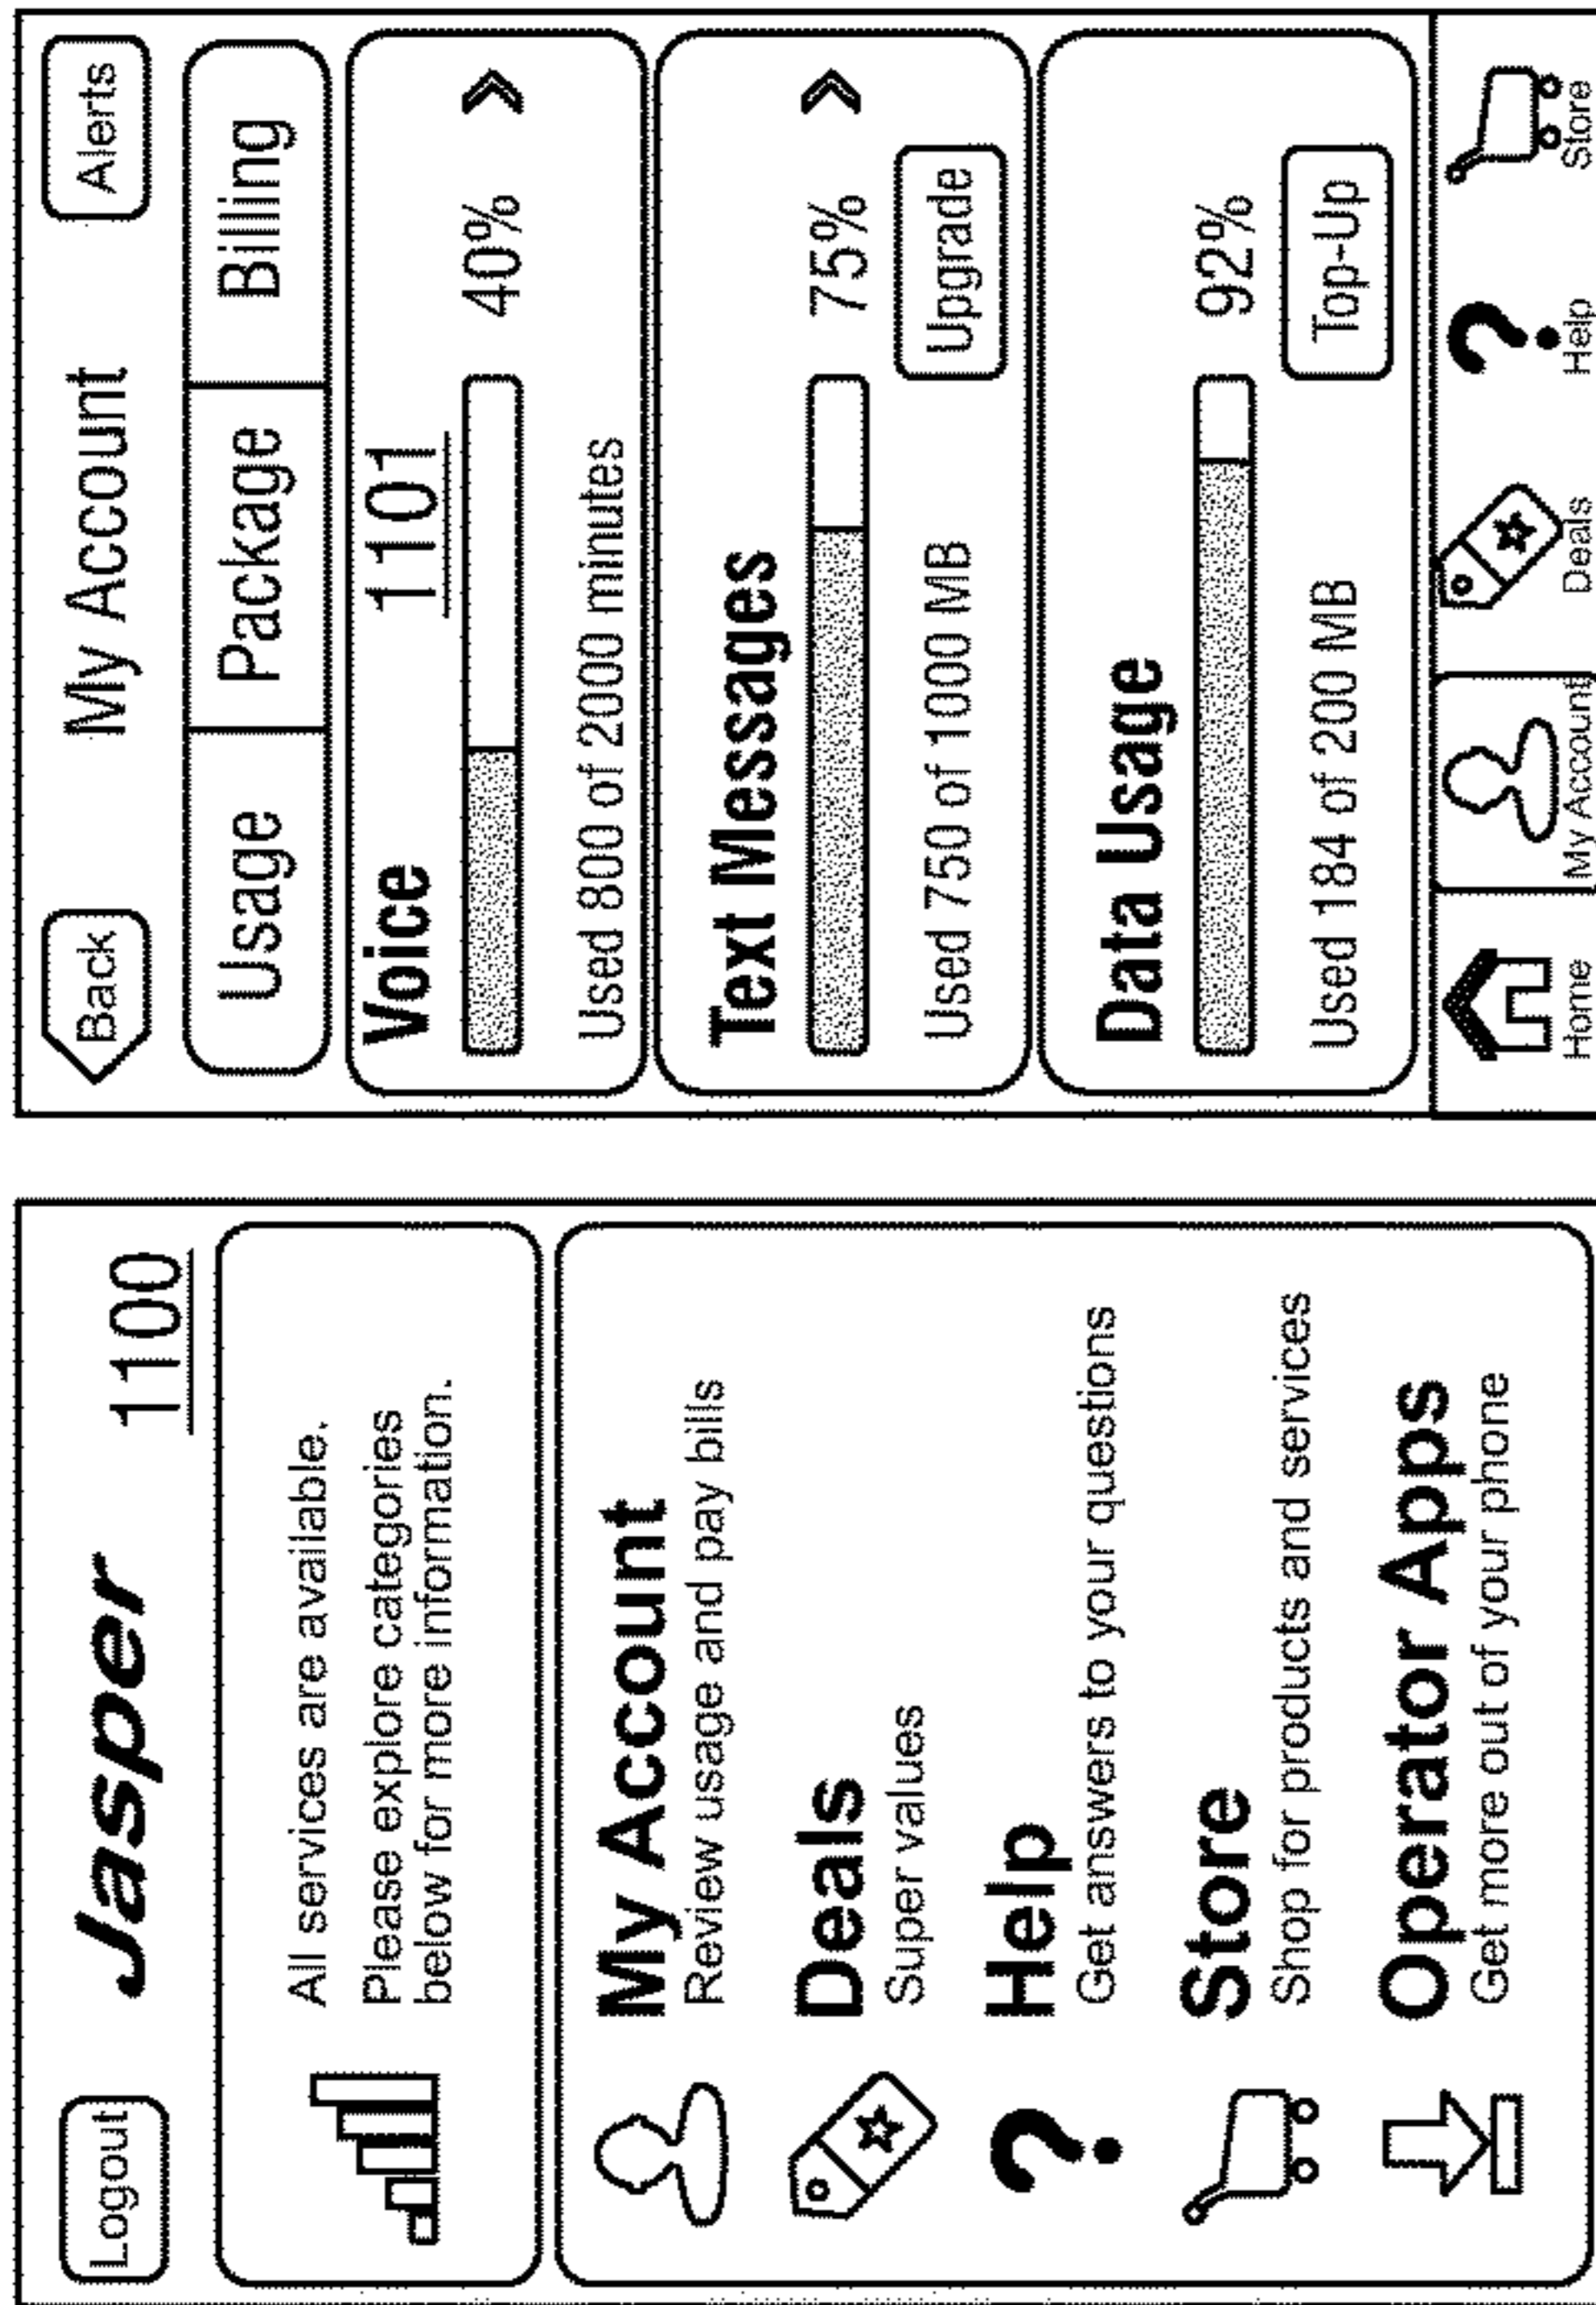 Logout
Jasper
1100
All services are available.
Please explore categories
below for more information.
My Account
Review usage and pay bills
Deals
Super values
Help
Get answers to your questions
Store
Shop for products and services
Operator Apps
Get more out of your phone
Back
My Account
Alerts
Usage
Package
Billing
Voice
1101
40%
Used 800 of 2000 minutes
Text Messages
75%
Used 750 of 1000 MB
Upgrade
Data Usage
92%
Used 184 of 200 MB
Top-Up
Home
My Account
Deals
Help
Store